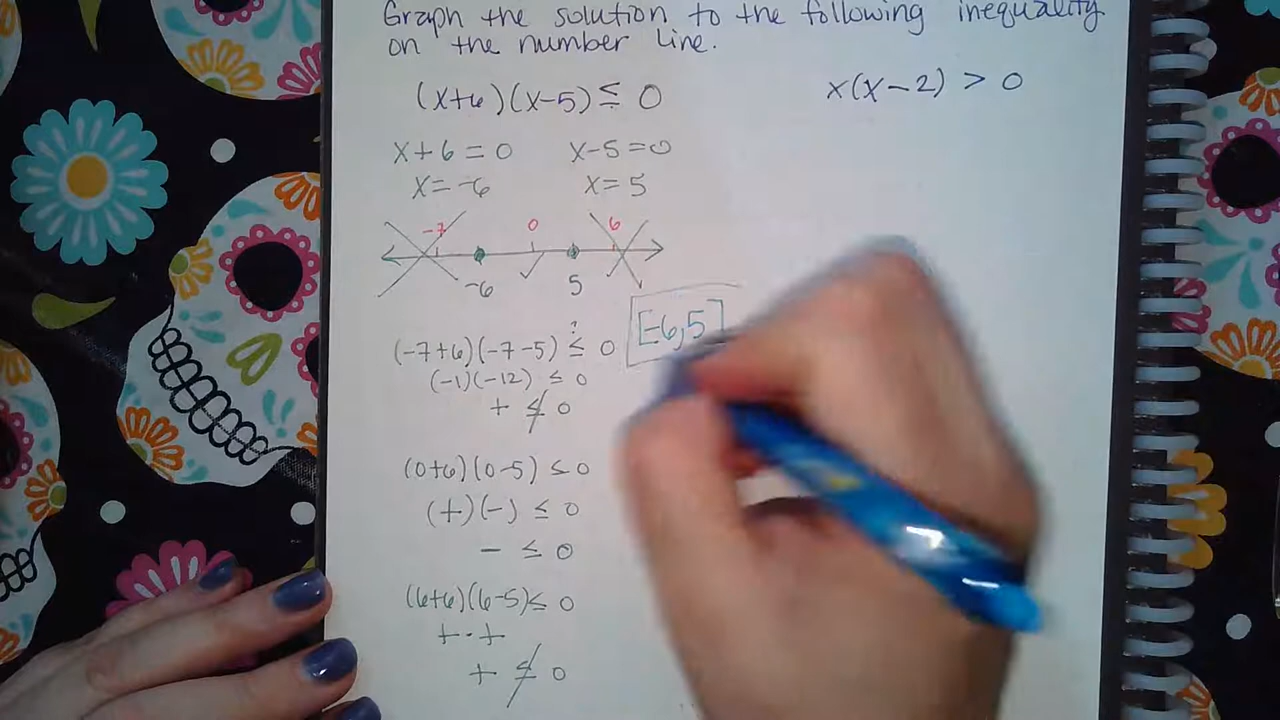 Graph the solution to the following inequality
on the number line.
(x+6)(x-5) ≤ 0
x+6=0 x-5=0
x=-6 x=5
-7 0 6
-6 5
(-7+6)(-7-5) ≤ 0
?
[-6,5]
(-1)(-12) ≤ 0
+ ≰ 0
(0+6)(0-5) ≤ 0
(+)(-) ≤ 0
- ≤ 0
(6+6)(6-5) ≤ 0
+·+
+ ≰ 0
x(x-2) > 0